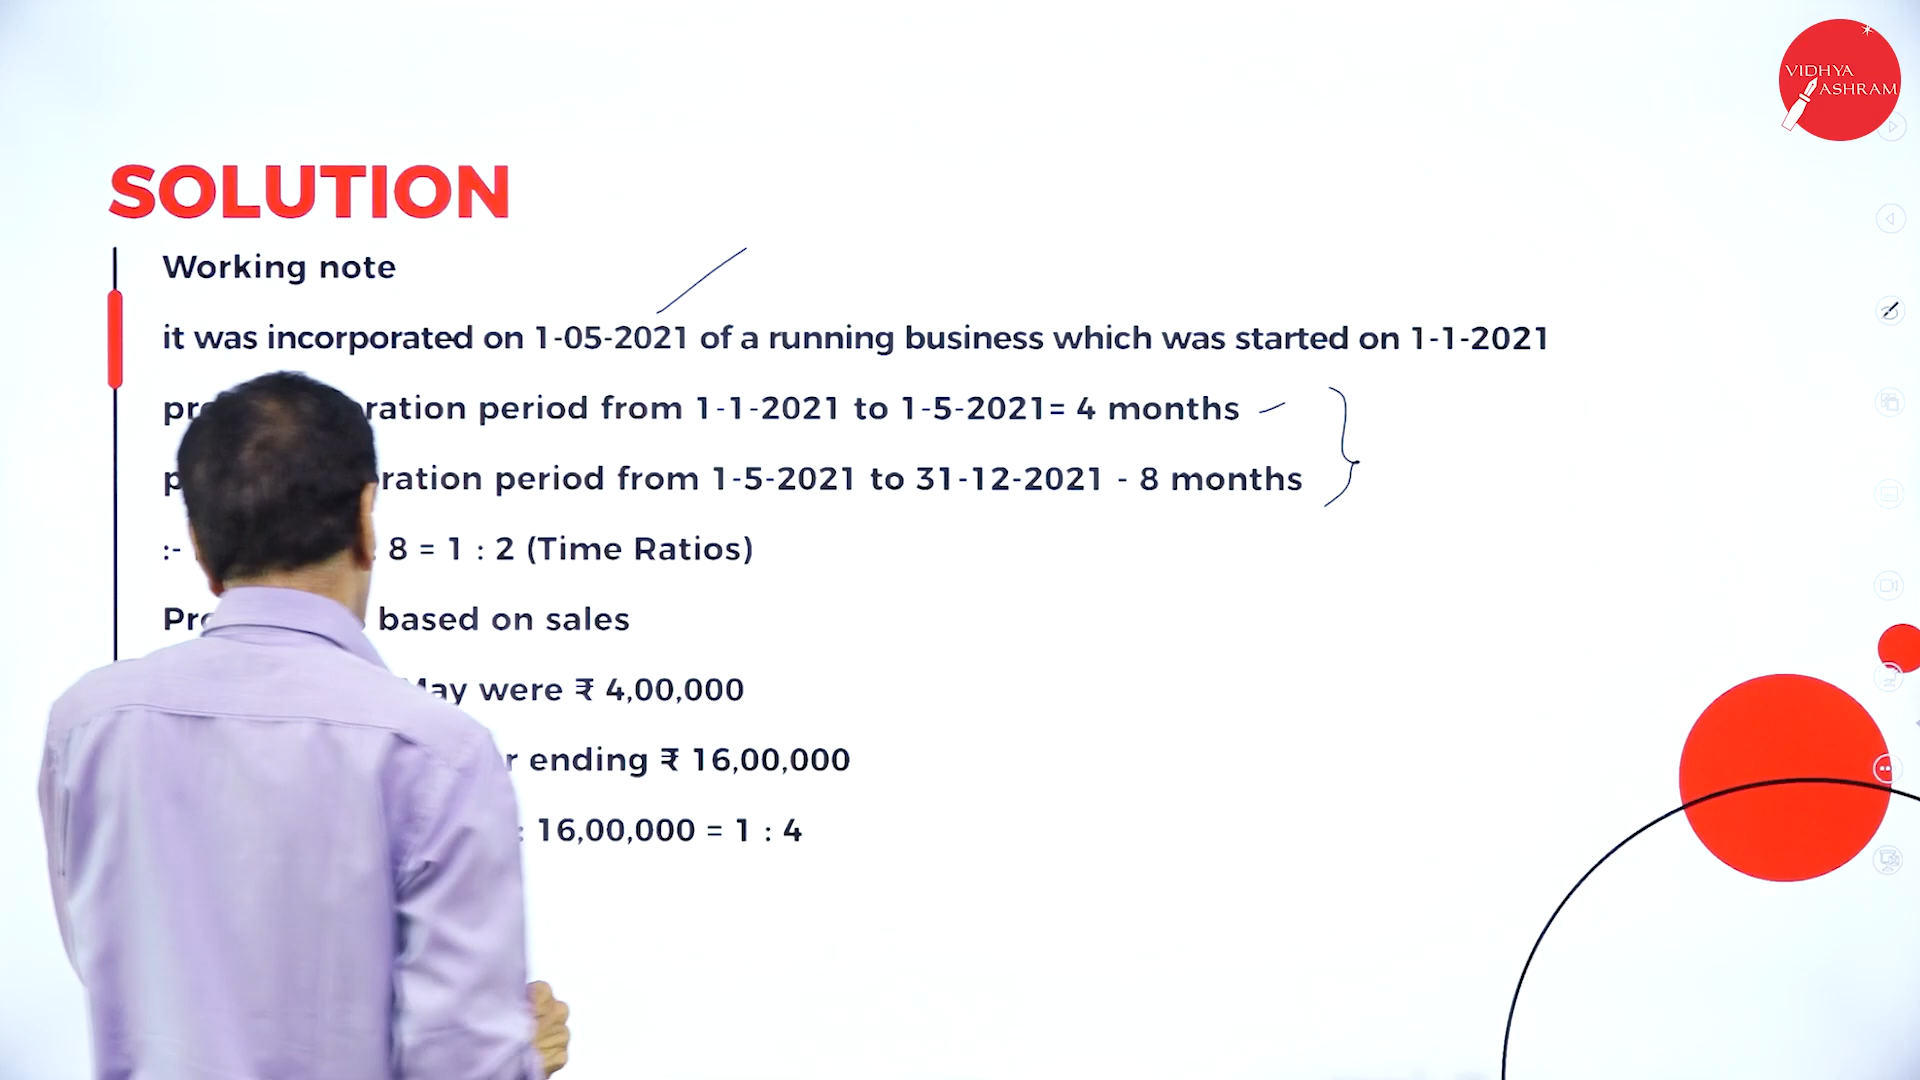 VIDHYA
ASHRAM
SOLUTION
Working note
it was incorporated on 1-05-2021 of a running business which was started on 1-1-2021
period from 1-1-2021 to 1-5-2021= 4 months
period from 1-5-2021 to 31-12-2021 - 8 months
:- : 8 = 1 : 2 (Time Ratios)
based on sales
May were ₹ 4,00,000
ending ₹ 16,00,000
: 16,00,000 = 1 : 4